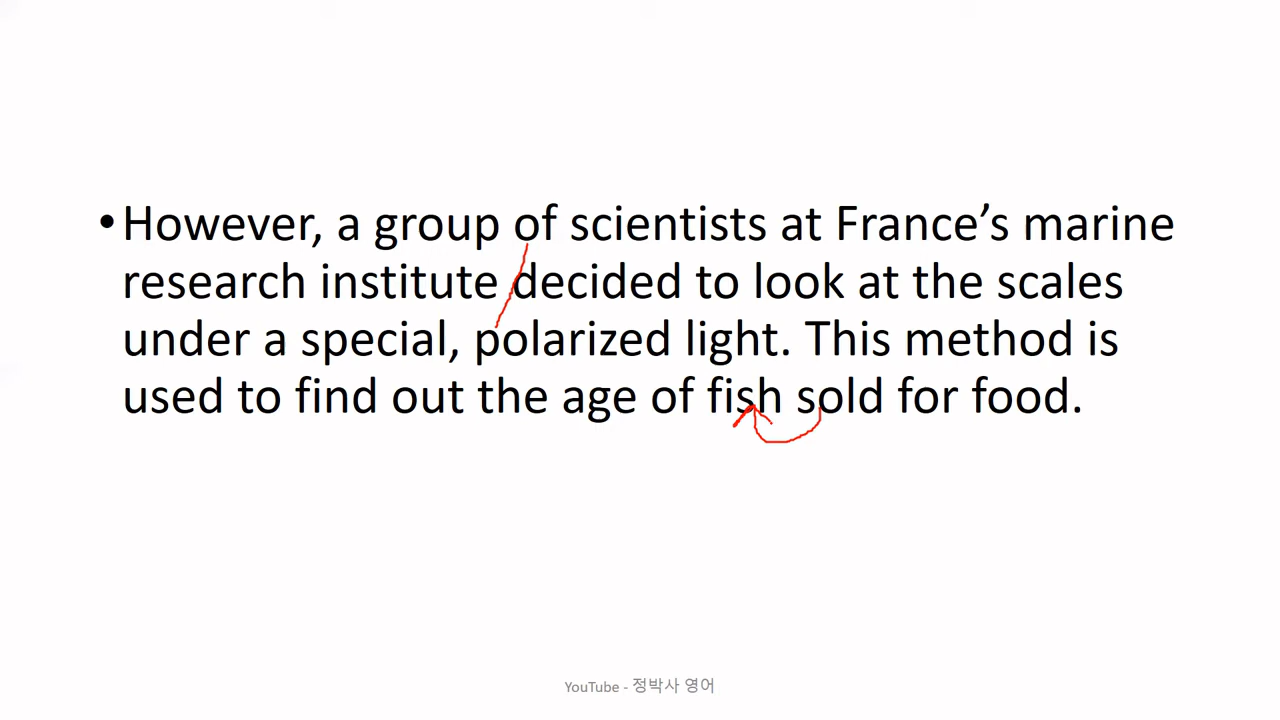 • However, a group of scientists at France’s marine
research institute decided to look at the scales
under a special, polarized light. This method is
used to find out the age of fish sold for food.
YouTube - 정박사 영어